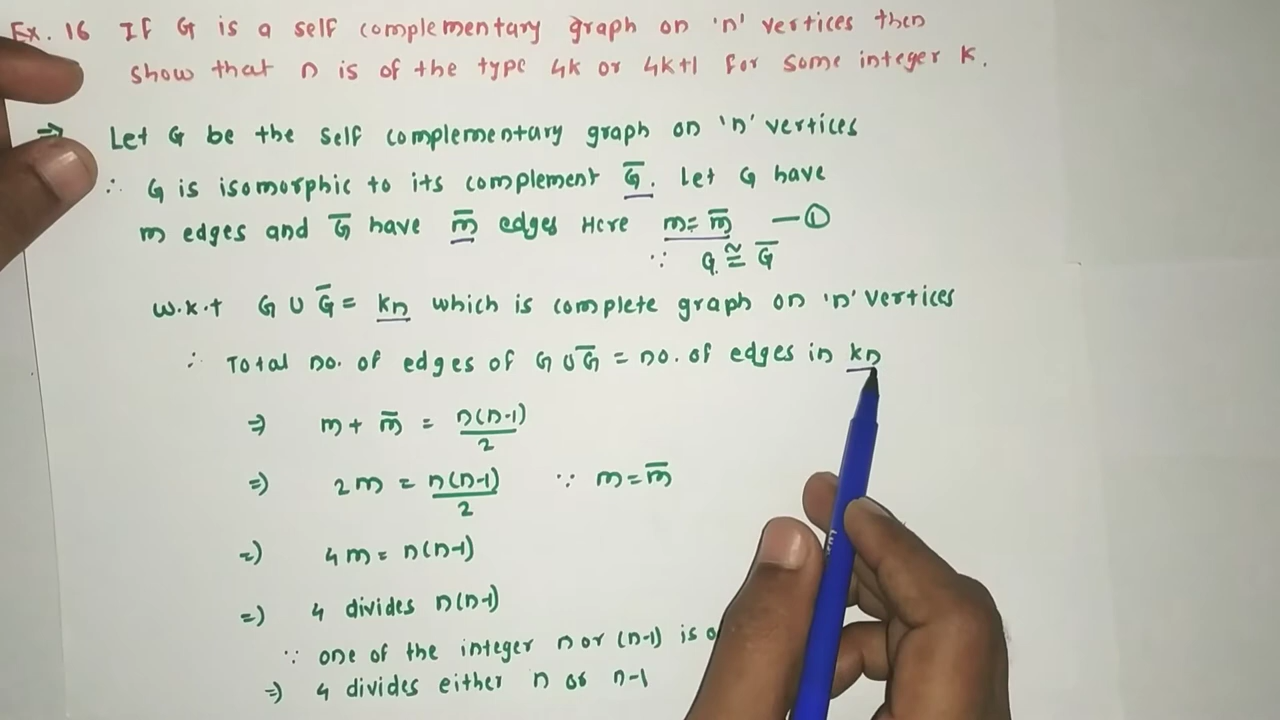 Ex. 16 If G is a self complementary graph on 'n' vertices then
show that n is of the type 4k or 4k+1 for some integer k.
⇒ Let G be the self complementary graph on 'n' vertices
∴ G is isomorphic to its complement G̅. Let G have
m edges and G̅ have m̅ edges Here m = m̅ — ①
∵ G ≅ G̅
w.k.t G ∪ G̅ = kn which is complete graph on 'n' vertices
∴ Total no. of edges of G ∪ G̅ = no. of edges in kn
⇒ m + m̅ = n(n-1)/2
⇒ 2m = n(n-1)/2 ∵ m = m̅
⇒ 4m = n(n-1)
⇒ 4 divides n(n-1)
∵ one of the integer n or (n-1) is
⇒ 4 divides either n or n-1